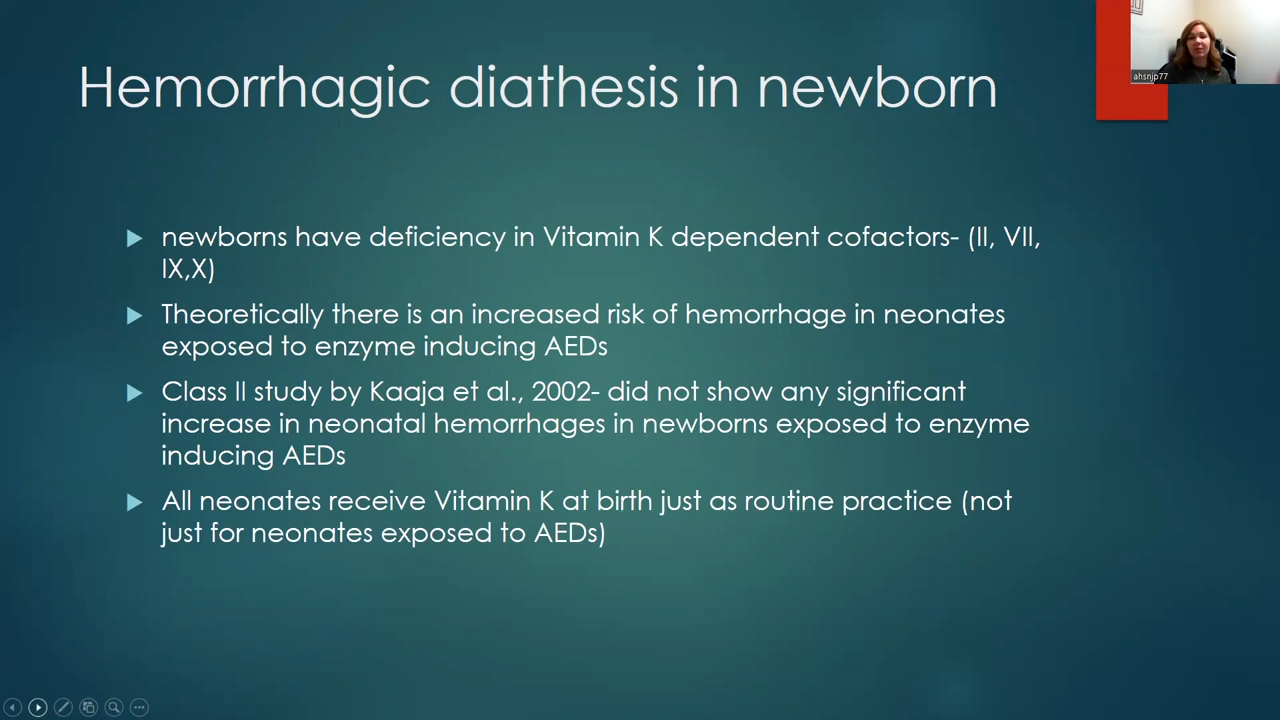 Hemorrhagic diathesis in newborn
ahsnjp77
newborns have deficiency in Vitamin K dependent cofactors- (II, VII,
IX,X)
Theoretically there is an increased risk of hemorrhage in neonates
exposed to enzyme inducing AEDs
Class II study by Kaaja et al., 2002- did not show any significant
increase in neonatal hemorrhages in newborns exposed to enzyme
inducing AEDs
All neonates receive Vitamin K at birth just as routine practice (not
just for neonates exposed to AEDs)